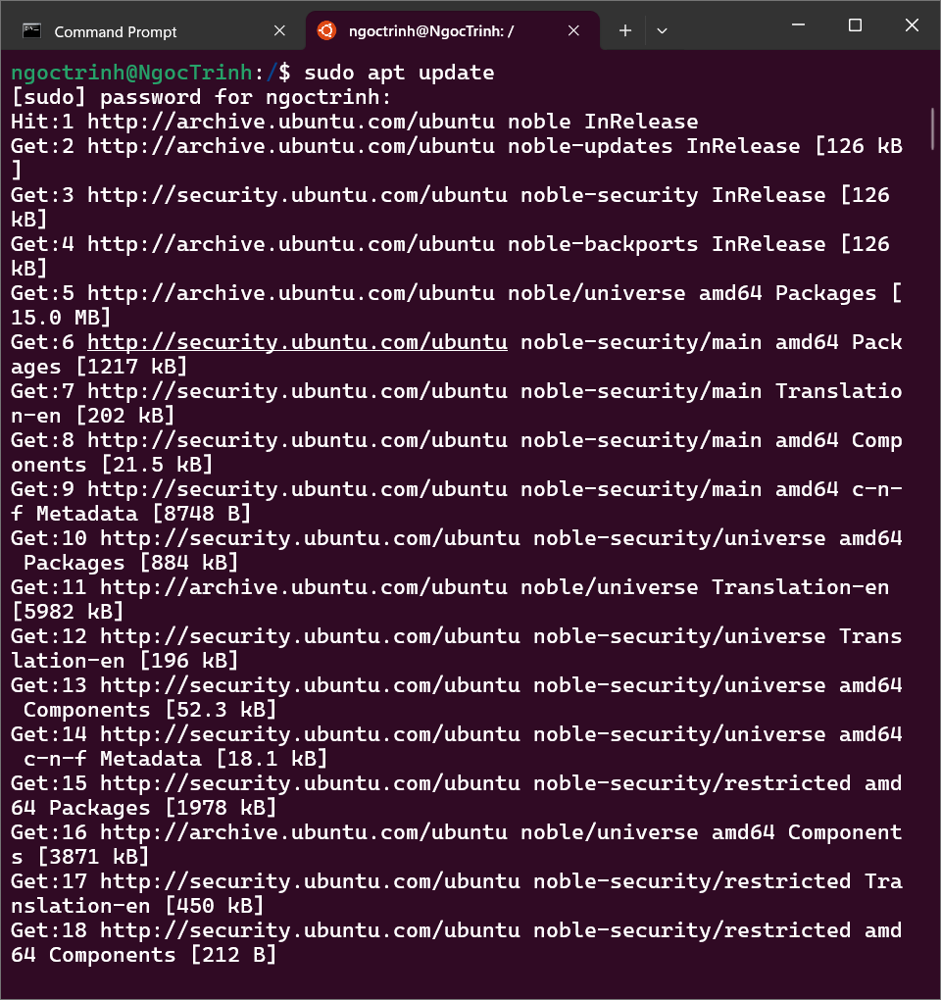 Command Prompt
ngoctrinh@NgocTrinh: /
ngoctrinh@NgocTrinh:/$ sudo apt update
[sudo] password for ngoctrinh:
Hit:1 http://archive.ubuntu.com/ubuntu noble InRelease
Get:2 http://archive.ubuntu.com/ubuntu noble-updates InRelease [126 kB
]
Get:3 http://security.ubuntu.com/ubuntu noble-security InRelease [126
kB]
Get:4 http://archive.ubuntu.com/ubuntu noble-backports InRelease [126
kB]
Get:5 http://archive.ubuntu.com/ubuntu noble/universe amd64 Packages [
15.0 MB]
Get:6 http://security.ubuntu.com/ubuntu noble-security/main amd64 Pack
ages [1217 kB]
Get:7 http://security.ubuntu.com/ubuntu noble-security/main Translatio
n-en [202 kB]
Get:8 http://security.ubuntu.com/ubuntu noble-security/main amd64 Comp
onents [21.5 kB]
Get:9 http://security.ubuntu.com/ubuntu noble-security/main amd64 c-n-
f Metadata [8748 B]
Get:10 http://security.ubuntu.com/ubuntu noble-security/universe amd64
 Packages [884 kB]
Get:11 http://archive.ubuntu.com/ubuntu noble/universe Translation-en
[5982 kB]
Get:12 http://security.ubuntu.com/ubuntu noble-security/universe Trans
lation-en [196 kB]
Get:13 http://security.ubuntu.com/ubuntu noble-security/universe amd64
 Components [52.3 kB]
Get:14 http://security.ubuntu.com/ubuntu noble-security/universe amd64
 c-n-f Metadata [18.1 kB]
Get:15 http://security.ubuntu.com/ubuntu noble-security/restricted amd
64 Packages [1978 kB]
Get:16 http://archive.ubuntu.com/ubuntu noble/universe amd64 Component
s [3871 kB]
Get:17 http://security.ubuntu.com/ubuntu noble-security/restricted Tra
nslation-en [450 kB]
Get:18 http://security.ubuntu.com/ubuntu noble-security/restricted amd
64 Components [212 B]